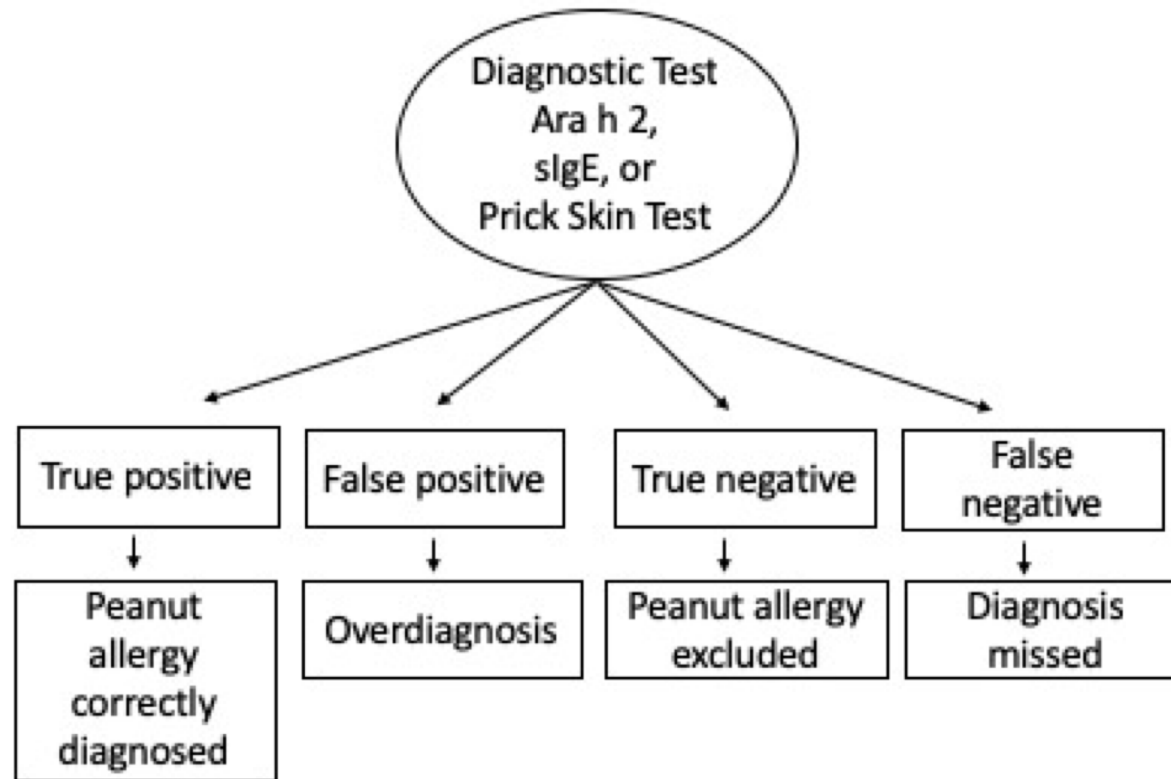 Diagnostic Test
Ara h 2,
sIgE, or
Prick Skin Test
True positive
False positive
True negative
False
negative
Peanut
allergy
correctly
diagnosed
Overdiagnosis
Peanut allergy
excluded
Diagnosis
missed